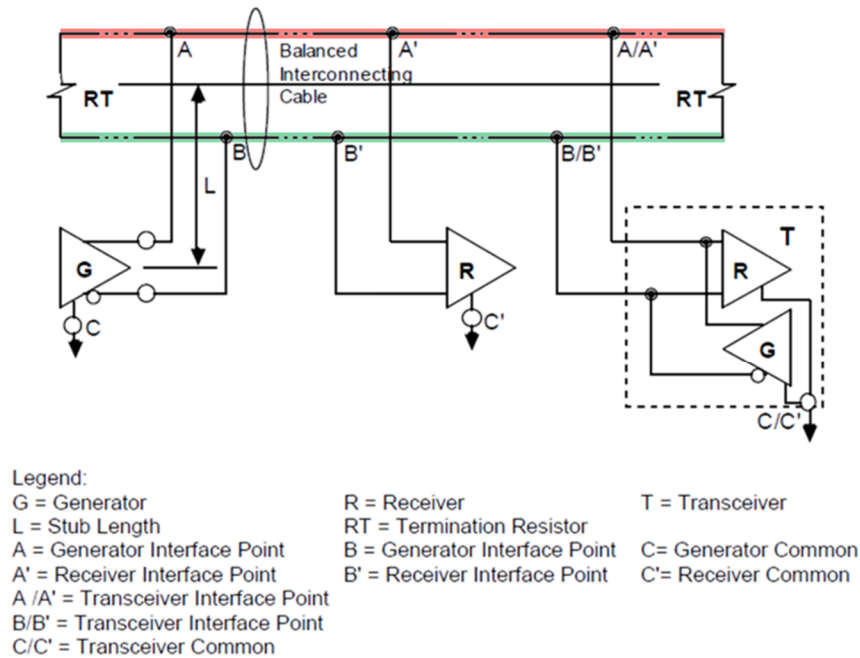 A
A'
A/A'
Balanced
Interconnecting
Cable
RT
RT
B
B'
B/B'
L
T
G
R
R
C
C'
G
C/C'
Legend:
G = Generator R = Receiver T = Transceiver
L = Stub Length RT = Termination Resistor
A = Generator Interface Point B = Generator Interface Point C= Generator Common
A' = Receiver Interface Point B' = Receiver Interface Point C'= Receiver Common
A /A' = Transceiver Interface Point
B/B' = Transceiver Interface Point
C/C' = Transceiver Common